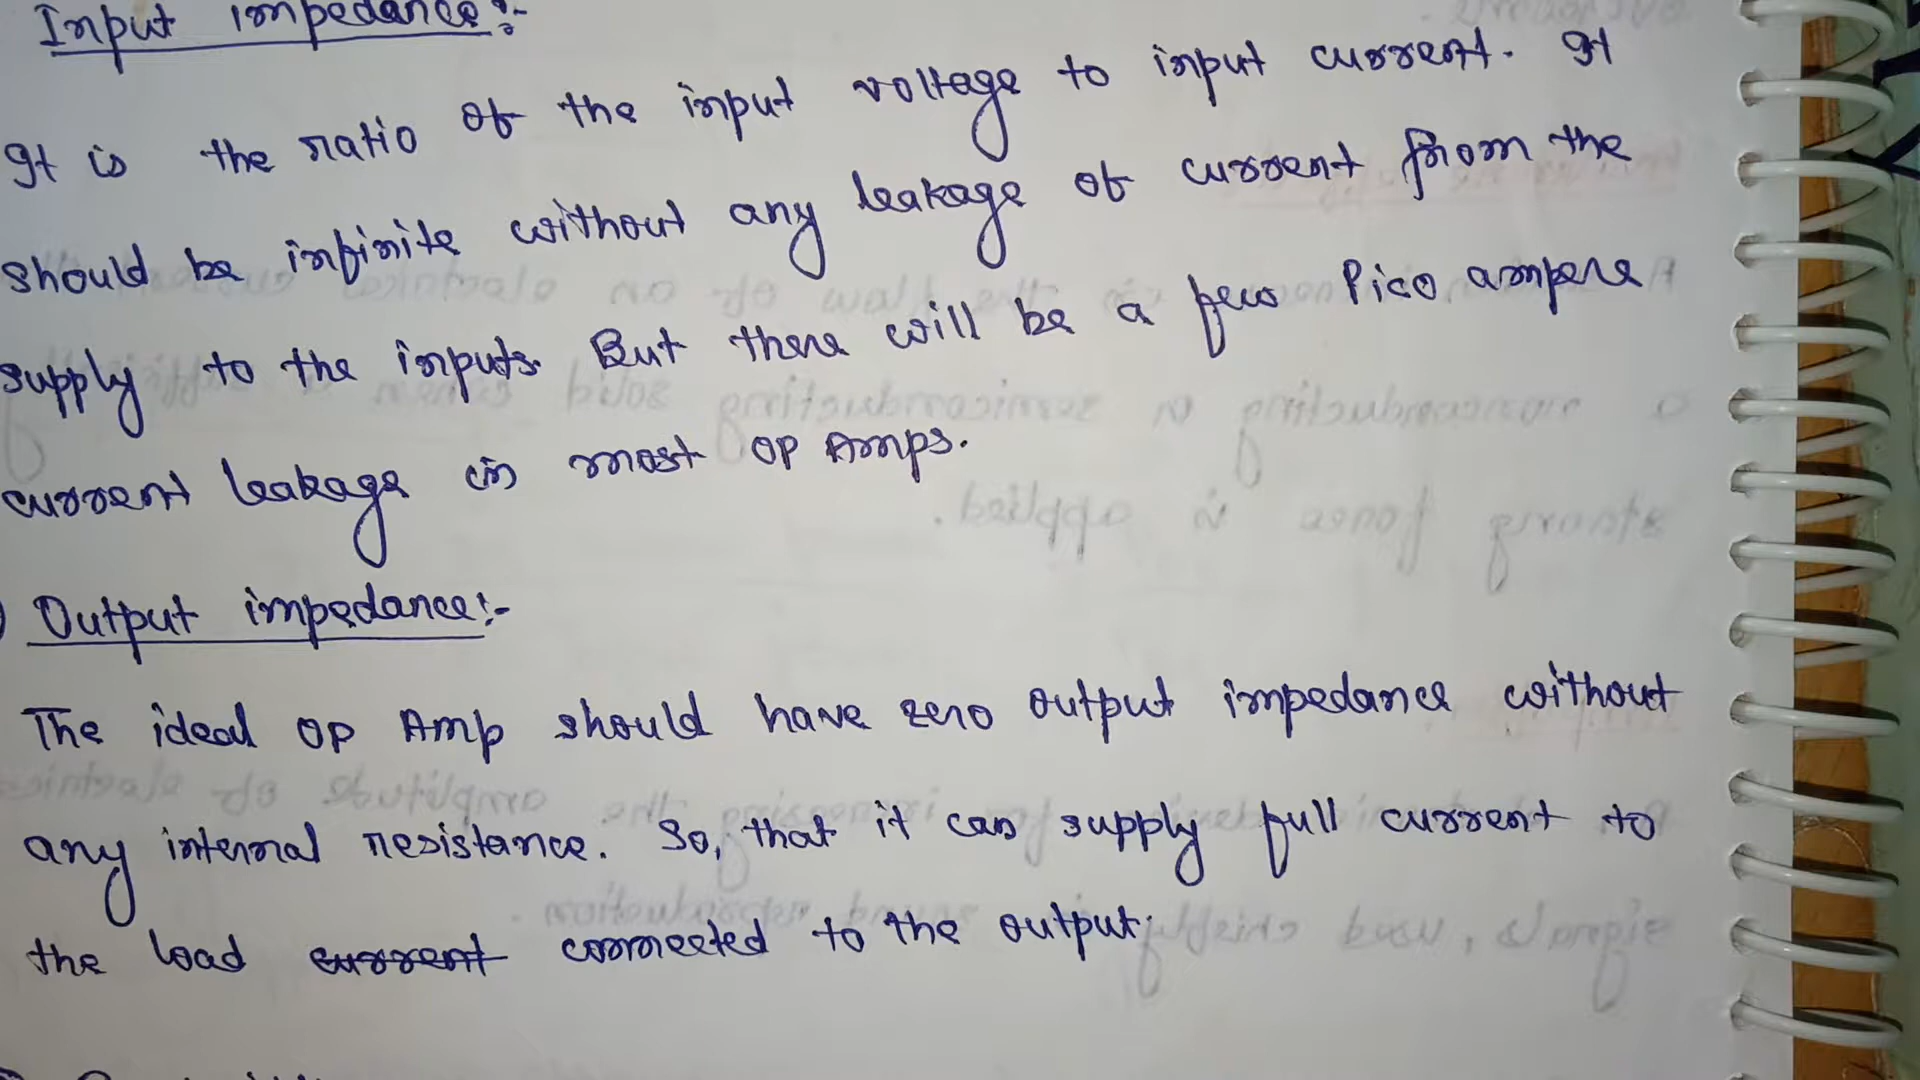 Input impedance:-
It is the ratio of the input voltage to input current. It
should be infinite without any leakage of current from the
supply to the inputs. But there will be a few Pico ampere
current leakage in most OP Amps.
Output impedance:-
The ideal OP Amp should have zero output impedance without
any internal resistance. So, that it can supply full current to
the load current connected to the output.